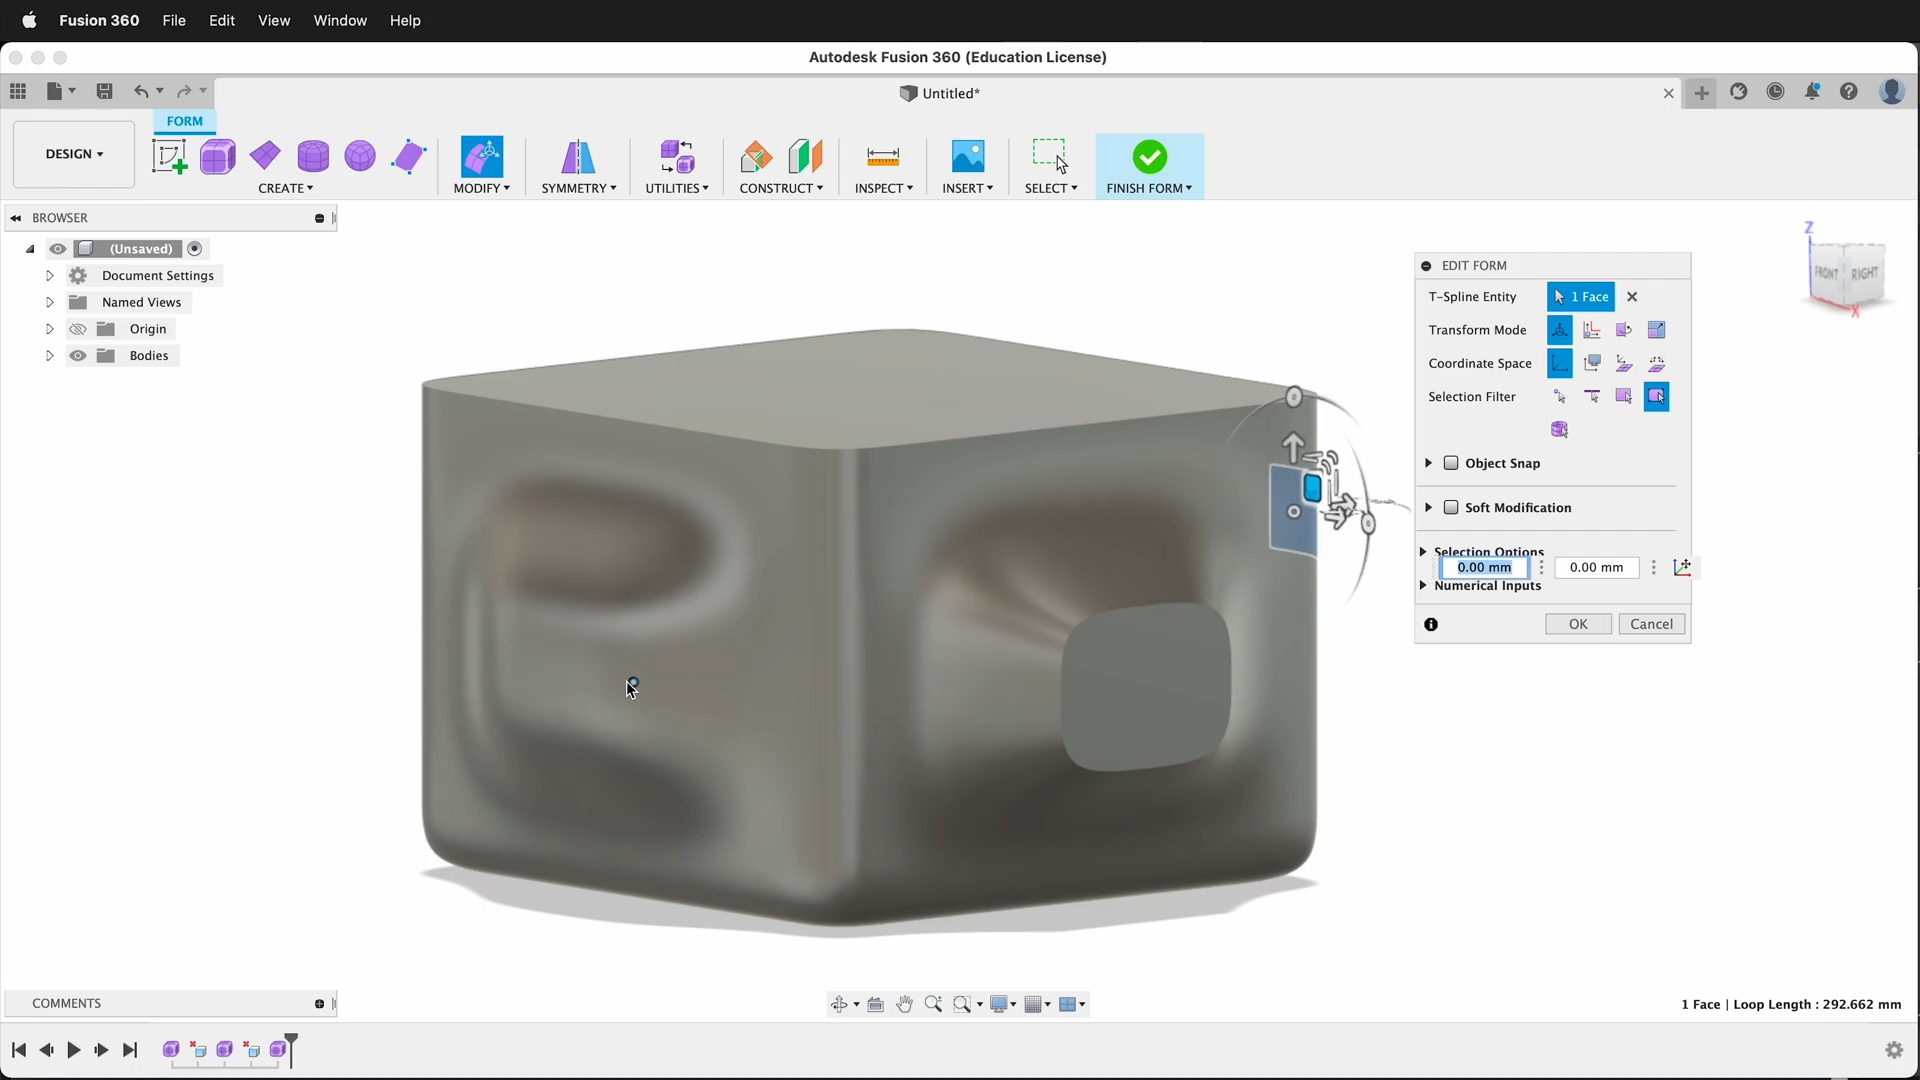 Fusion 360 File Edit View Window Help
Autodesk Fusion 360 (Education License)
Untitled*
FORM
DESIGN
CREATE MODIFY SYMMETRY UTILITIES CONSTRUCT INSPECT INSERT SELECT FINISH FORM
BROWSER
(Unsaved)
Document Settings
Named Views
Origin
Bodies
Z
FRONT RIGHT
X
EDIT FORM
T-Spline Entity 1 Face
Transform Mode
Coordinate Space
Selection Filter
Object Snap
Soft Modification
Selection Options
0.00 mm 0.00 mm
Numerical Inputs
OK Cancel
COMMENTS
1 Face | Loop Length : 292.662 mm